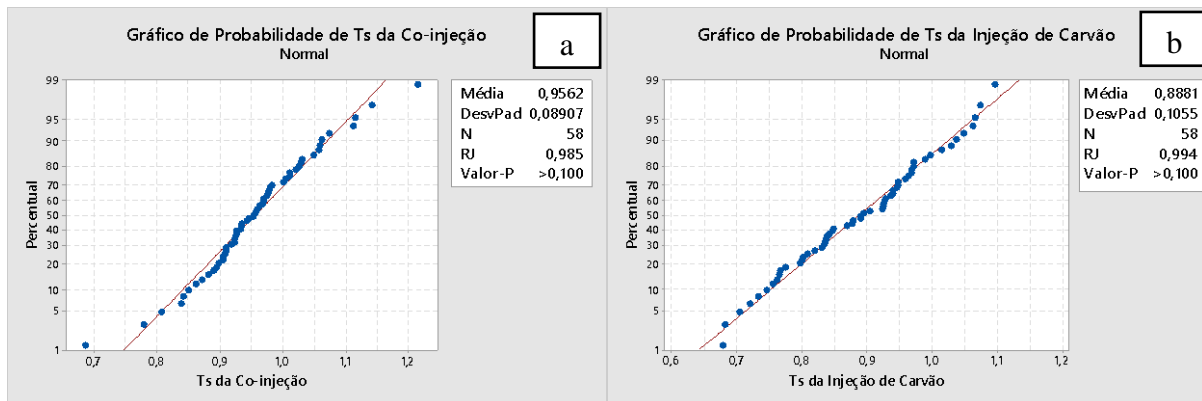 Gráfico de Probabilidade de Ts da Co-injeção
Normal
a
99
95
90
80
70
60
50
40
30
20
10
5
1
Percentual
0,7 0,8 0,9 1,0 1,1 1,2
Ts da Co-injeção
Média 0,9562
DesvPad 0,08907
N 58
RJ 0,985
Valor-P >0,100
Gráfico de Probabilidade de Ts da Injeção de Carvão
Normal
b
99
95
90
80
70
60
50
40
30
20
10
5
1
Percentual
0,6 0,7 0,8 0,9 1,0 1,1 1,2
Ts da Injeção de Carvão
Média 0,8881
DesvPad 0,1055
N 58
RJ 0,994
Valor-P >0,100